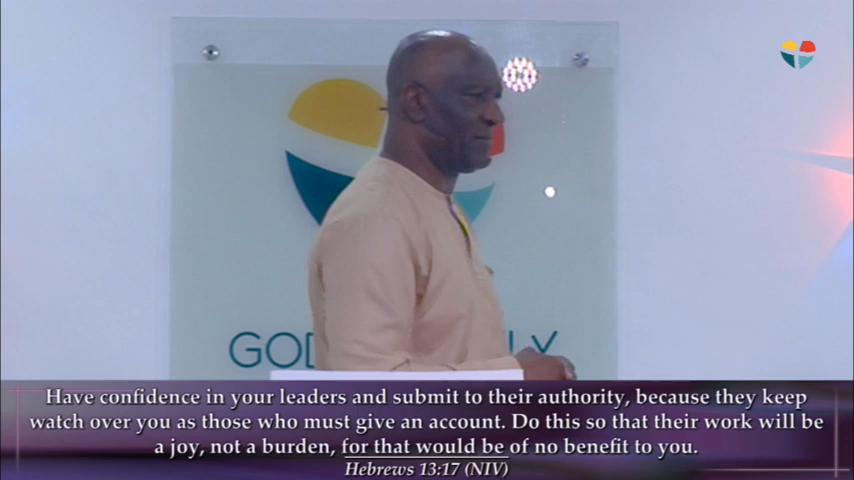 GOD LY
Have confidence in your leaders and submit to their authority, because they keep
watch over you as those who must give an account. Do this so that their work will be
a joy, not a burden, for that would be of no benefit to you.
Hebrews 13:17 (NIV)